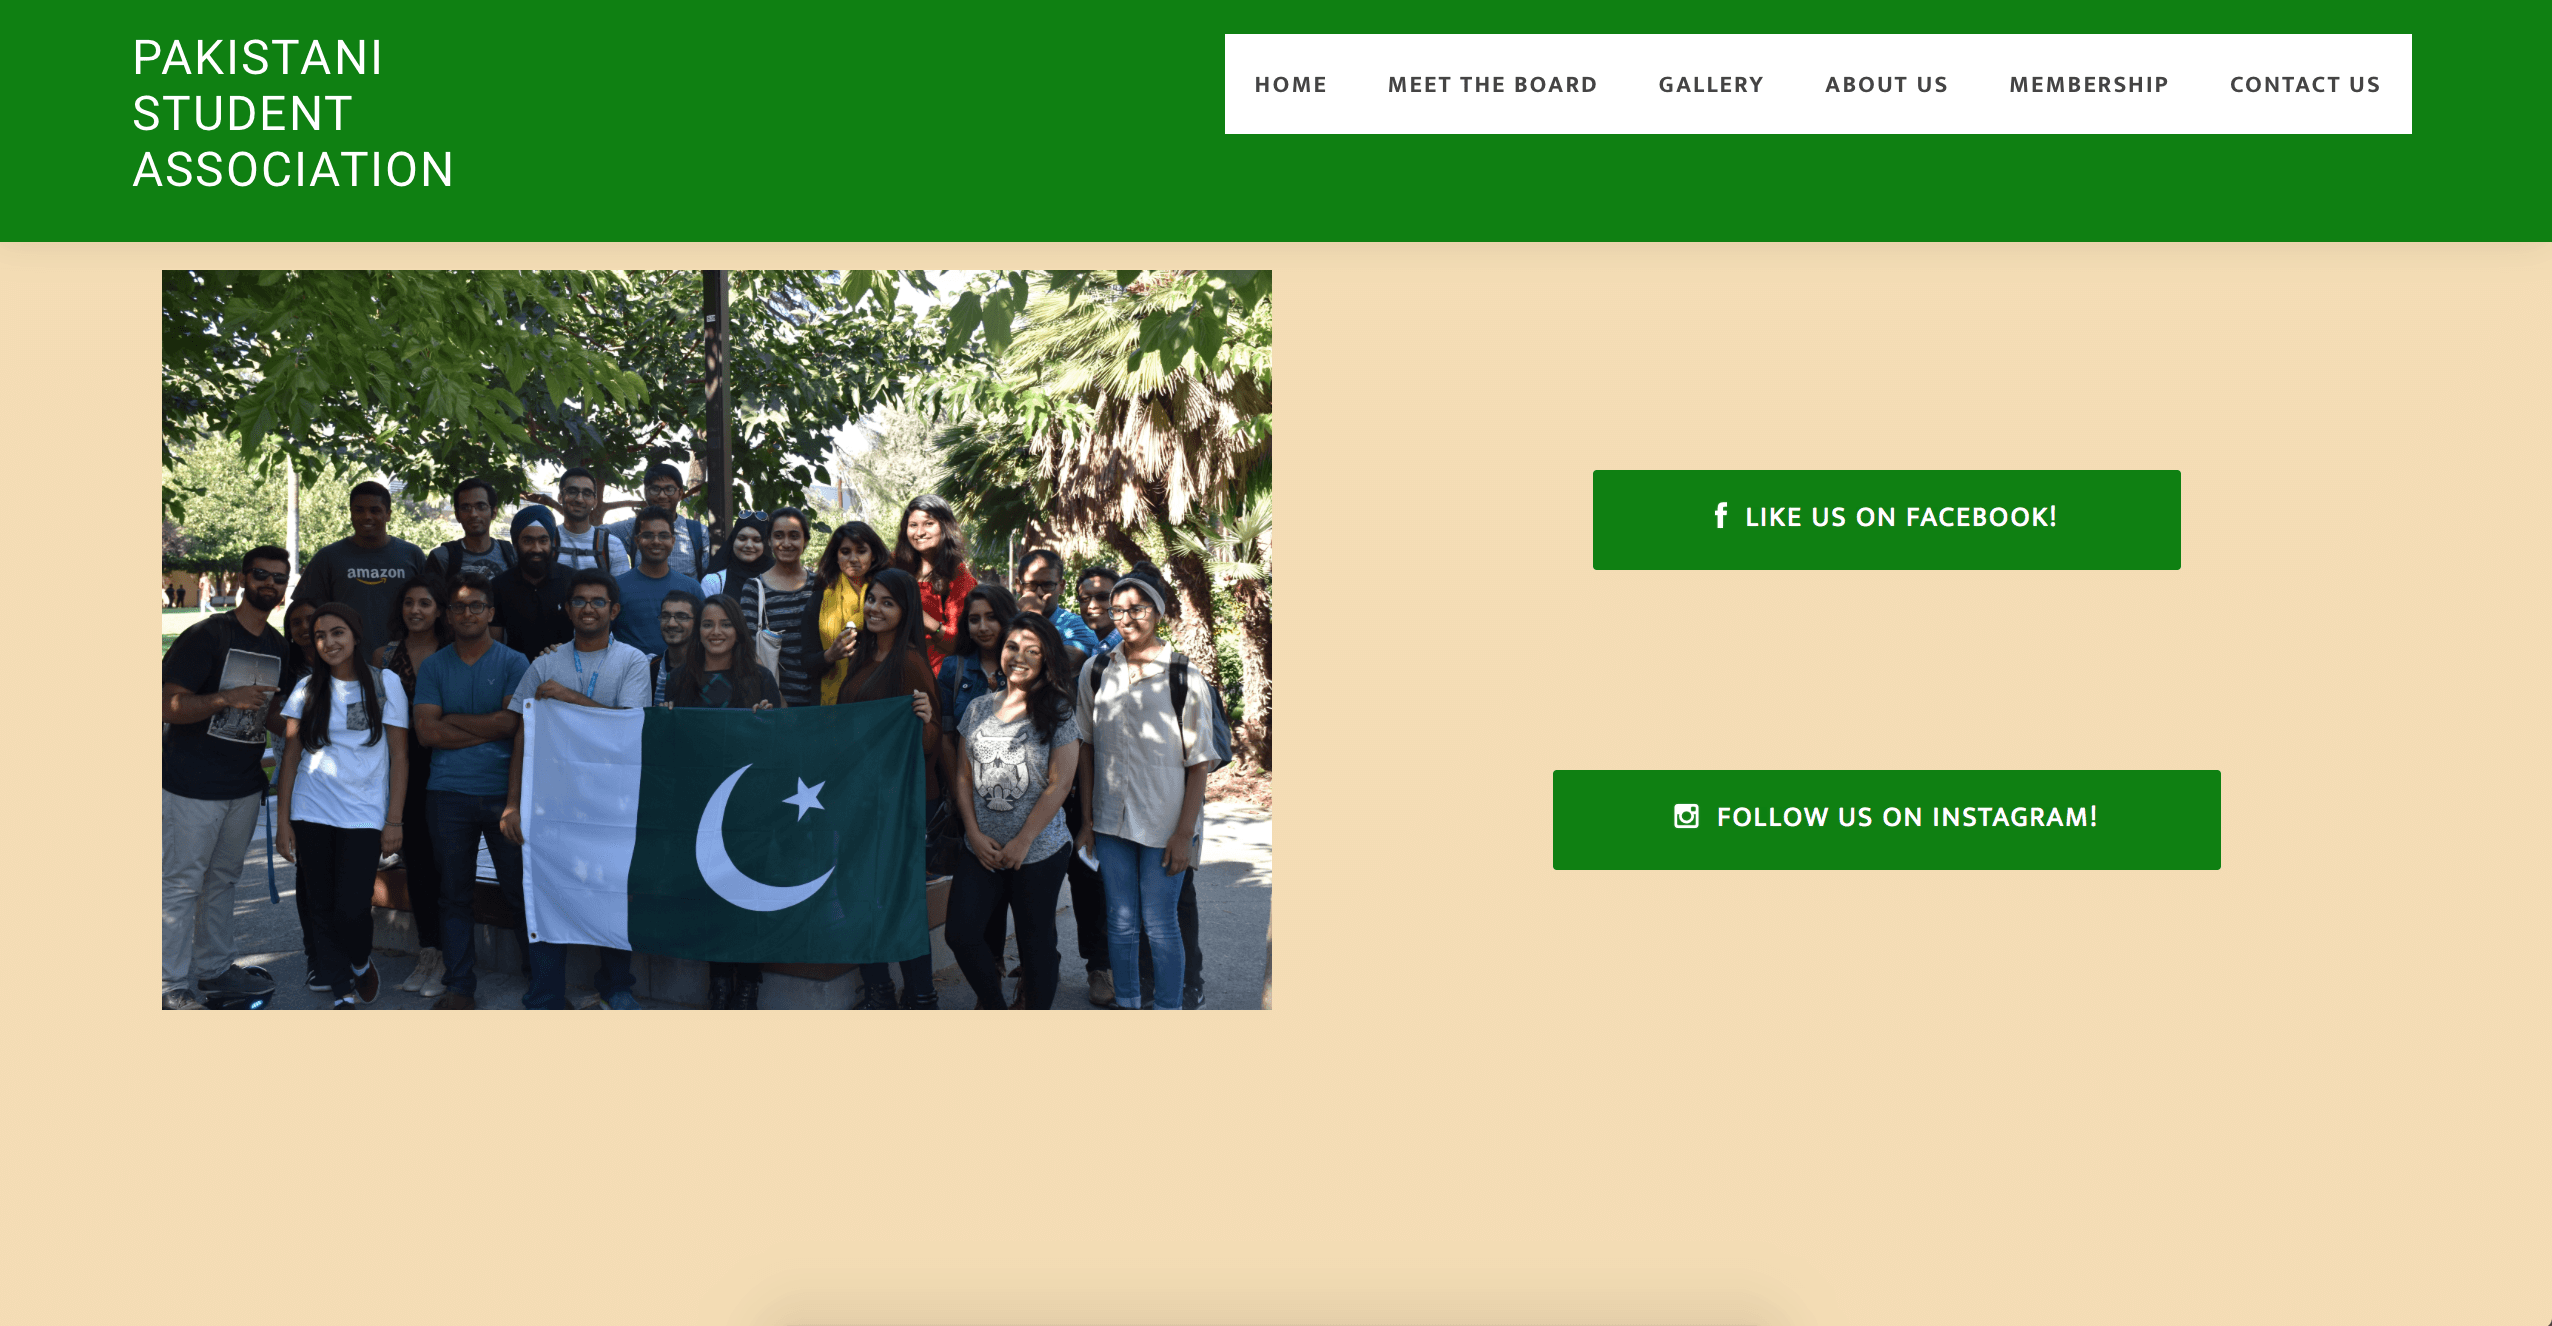 PAKISTANI
STUDENT
ASSOCIATION
HOME MEET THE BOARD GALLERY ABOUT US MEMBERSHIP CONTACT US
amazon
LIKE US ON FACEBOOK!
FOLLOW US ON INSTAGRAM!